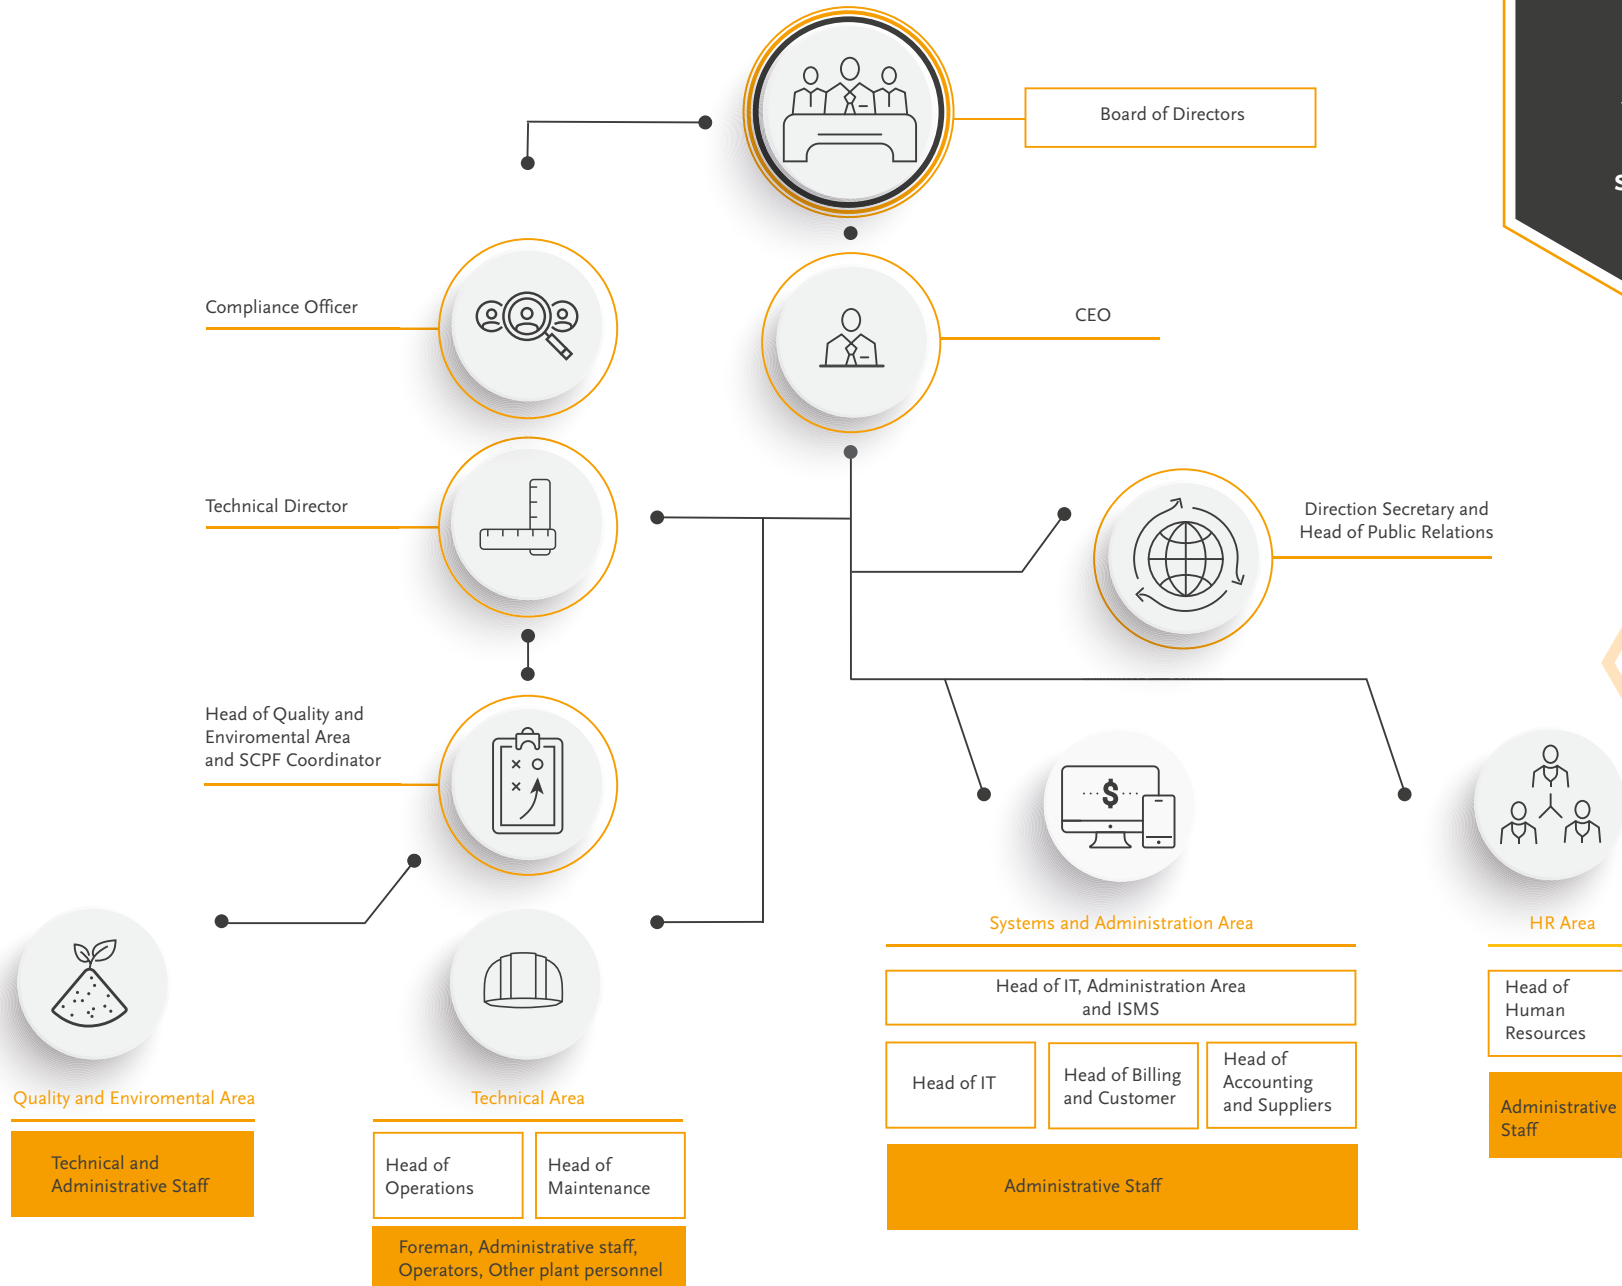 Board of Directors
Compliance Officer
CEO
Technical Director
Direction Secretary and
Head of Public Relations
Head of Quality and
Enviromental Area
and SCPF Coordinator
$
Systems and Administration Area
HR Area
Head of IT, Administration Area
and ISMS
Head of
Human
Resources
Head of IT
Head of Billing
and Customer
Head of
Accounting
and Suppliers
Administrative
Staff
Administrative Staff
Quality and Enviromental Area
Technical and
Administrative Staff
Technical Area
Head of
Operations
Head of
Maintenance
Foreman, Administrative staff,
Operators, Other plant personnel